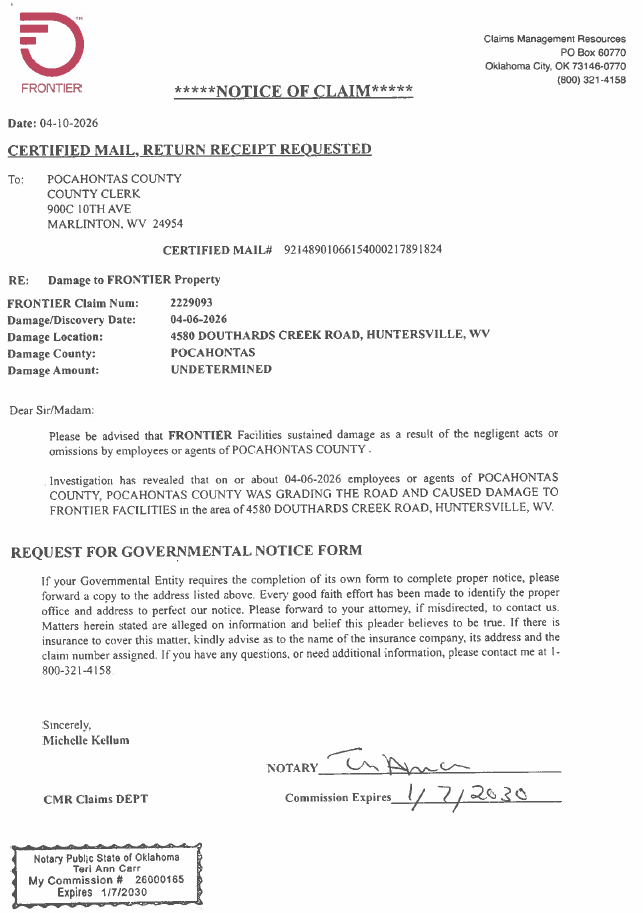 FRONTIER
Claims Management Resources
PO Box 60770
Oklahoma City, OK 73146-0770
(800) 321-4158
*****NOTICE OF CLAIM*****
Date: 04-10-2026
CERTIFIED MAIL, RETURN RECEIPT REQUESTED
To: POCAHONTAS COUNTY
COUNTY CLERK
900C 10TH AVE
MARLINTON, WV 24954
CERTIFIED MAIL# 9214890106615400021789​1824
RE: Damage to FRONTIER Property
FRONTIER Claim Num: 2229093
Damage/Discovery Date: 04-06-2026
Damage Location: 4580 DOUTHARDS CREEK ROAD, HUNTERSVILLE, WV
Damage County: POCAHONTAS
Damage Amount: UNDETERMINED
Dear Sir/Madam:
Please be advised that FRONTIER Facilities sustained damage as a result of the negligent acts or
omissions by employees or agents of POCAHONTAS COUNTY .
Investigation has revealed that on or about 04-06-2026 employees or agents of POCAHONTAS
COUNTY, POCAHONTAS COUNTY WAS GRADING THE ROAD AND CAUSED DAMAGE TO
FRONTIER FACILITIES in the area of 4580 DOUTHARDS CREEK ROAD, HUNTERSVILLE, WV.
REQUEST FOR GOVERNMENTAL NOTICE FORM
If your Governmental Entity requires the completion of its own form to complete proper notice, please
forward a copy to the address listed above. Every good faith effort has been made to identify the proper
office and address to perfect our notice. Please forward to your attorney, if misdirected, to contact us.
Matters herein stated are alleged on information and belief this pleader believes to be true. If there is
insurance to cover this matter, kindly advise as to the name of the insurance company, its address and the
claim number assigned. If you have any questions, or need additional information, please contact me at 1-
800-321-4158
Sincerely,
Michelle Kellum
NOTARY
CMR Claims DEPT
Commission Expires 1/7/2030
Notary Public State of Oklahoma
Teri Ann Carr
My Commission # 26000165
Expires 1/7/2030